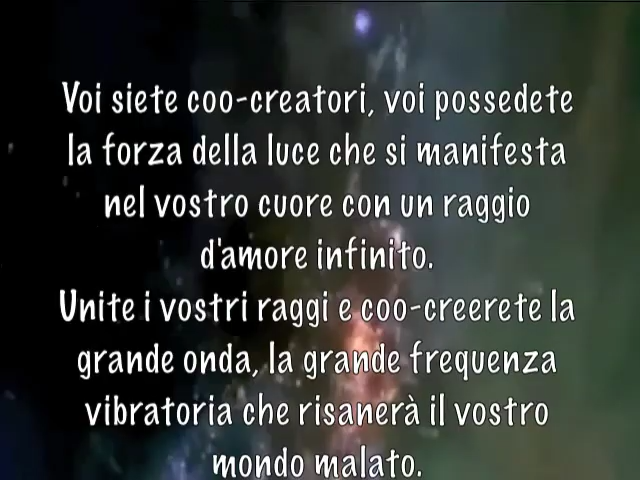 Voi siete coo-creatori, voi possedete
la forza della luce che si manifesta
nel vostro cuore con un raggio
d'amore infinito.
Unite i vostri raggi e coo-creerete la
grande onda, la grande frequenza
vibratoria che risanerà il vostro
mondo malato.